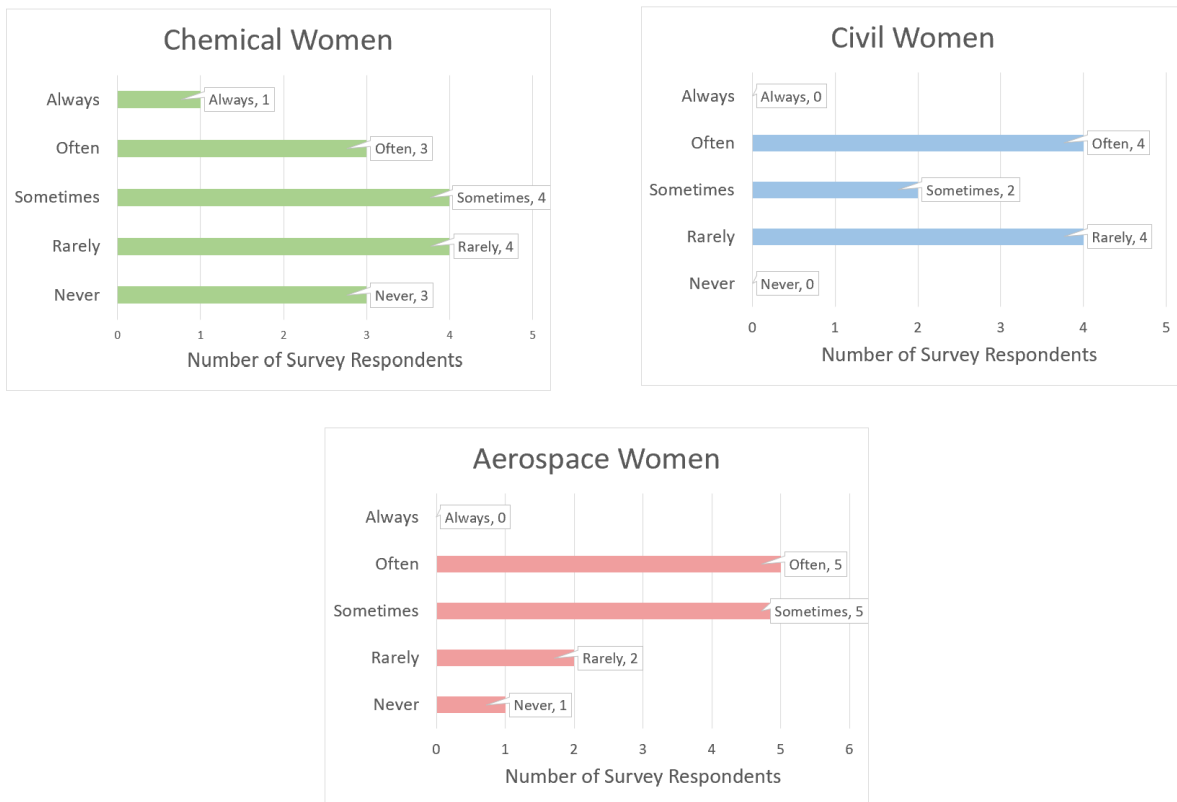 Chemical Women
Always
Always, 1
Often
Often, 3
Sometimes
Sometimes, 4
Rarely
Rarely, 4
Never
Never, 3
0 1 2 3 4 5
Number of Survey Respondents
Civil Women
Always
Always, 0
Often
Often, 4
Sometimes
Sometimes, 2
Rarely
Rarely, 4
Never
Never, 0
0 1 2 3 4 5
Number of Survey Respondents
Aerospace Women
Always
Always, 0
Often
Often, 5
Sometimes
Sometimes, 5
Rarely
Rarely, 2
Never
Never, 1
0 1 2 3 4 5 6
Number of Survey Respondents